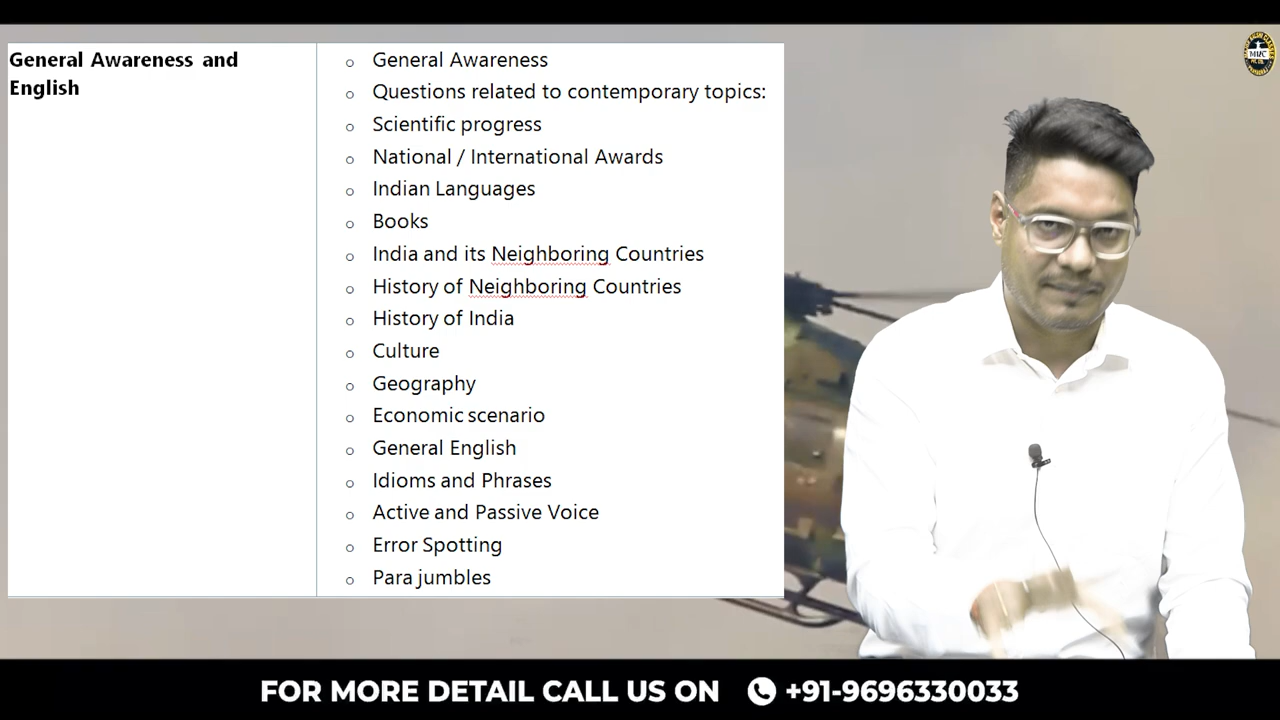 General Awareness and
English
General Awareness
Questions related to contemporary topics:
Scientific progress
National / International Awards
Indian Languages
Books
India and its Neighboring Countries
History of Neighboring Countries
History of India
Culture
Geography
Economic scenario
General English
Idioms and Phrases
Active and Passive Voice
Error Spotting
Para jumbles
FOR MORE DETAIL CALL US ON +91-9696330033